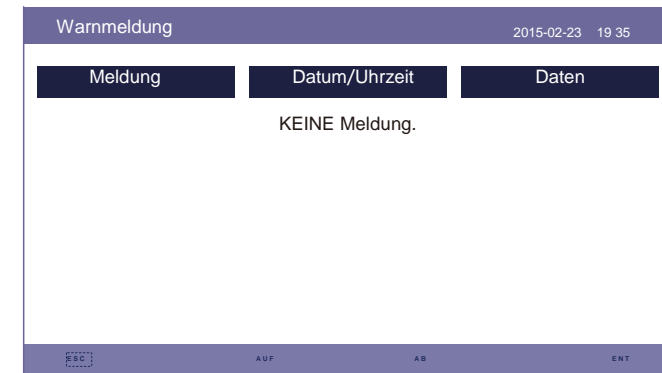 Warnmeldung 2015-02-23 19 35
Meldung Datum/Uhrzeit Daten
KEINE Meldung.
ESC AUF AB ENT